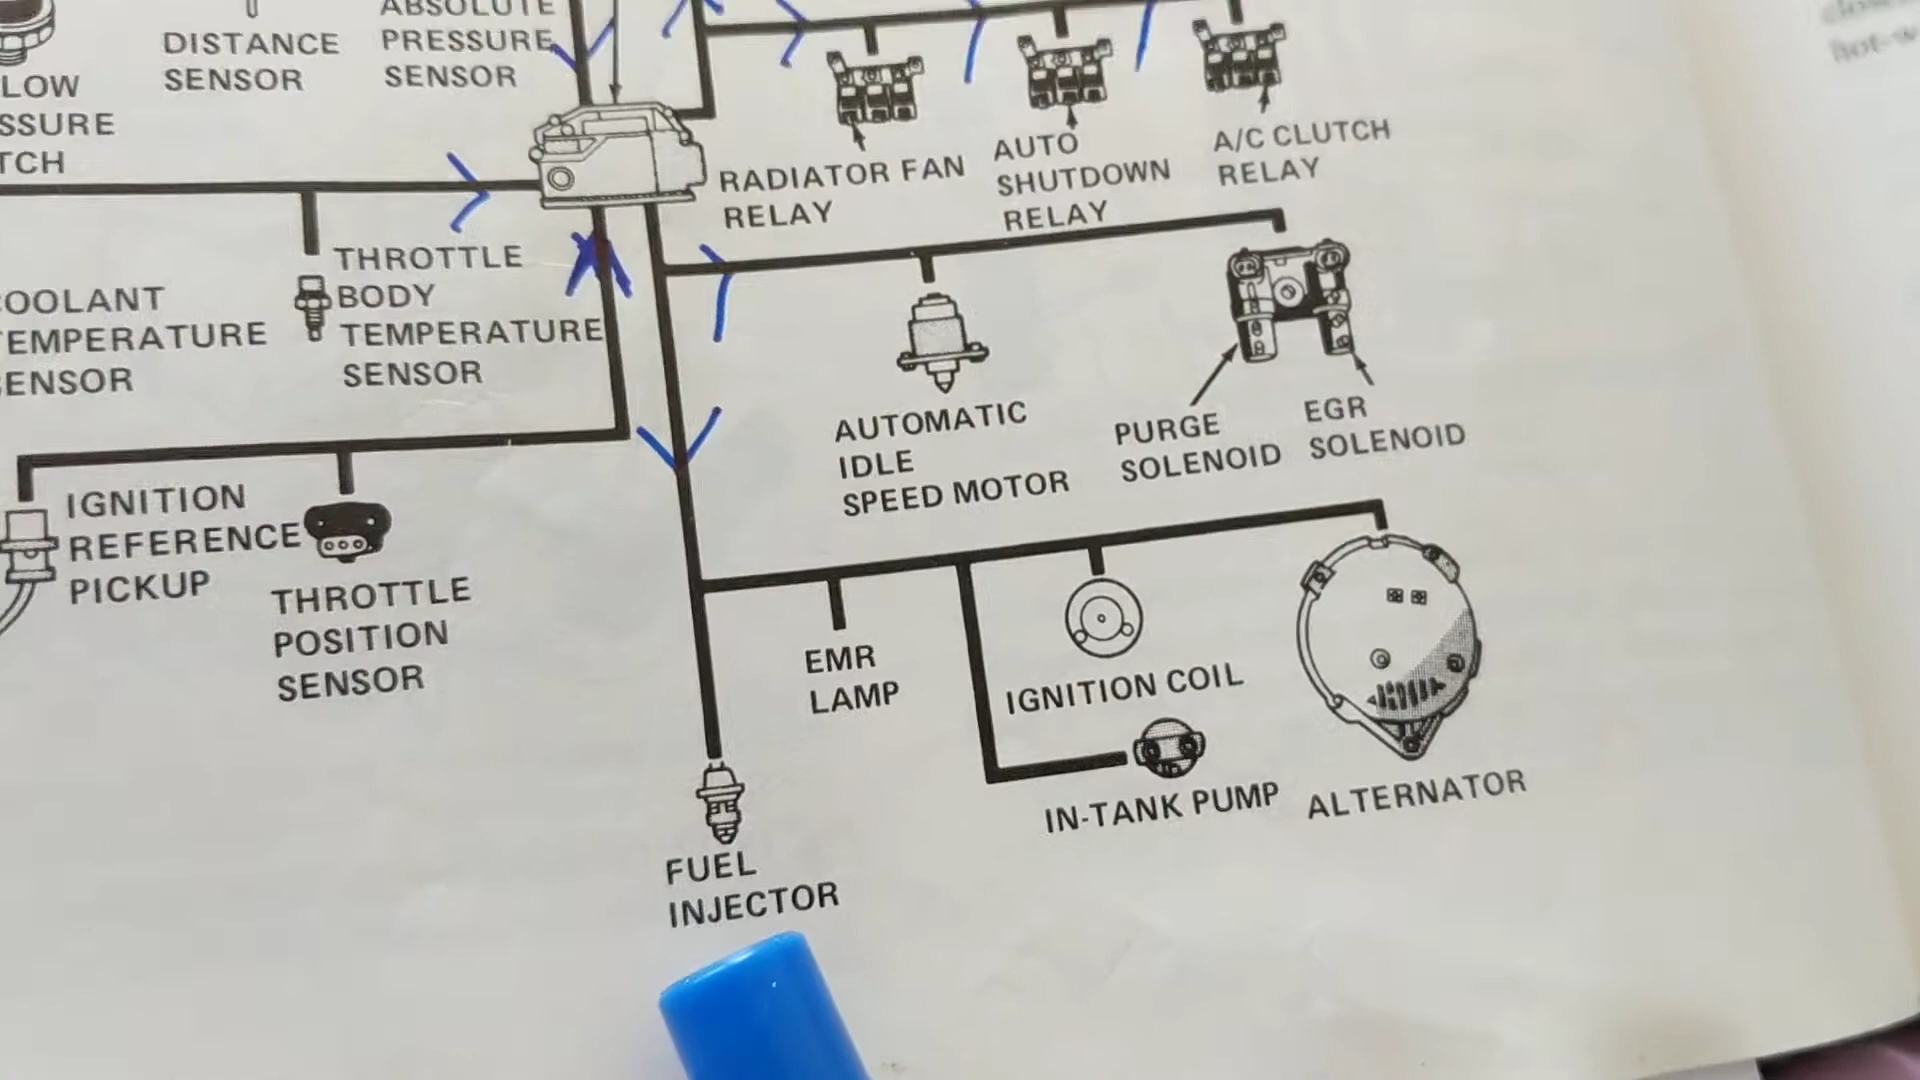 ABSOLUTE
PRESSURE
SENSOR
DISTANCE
SENSOR
LOW
SSURE
TCH
RADIATOR FAN
RELAY
AUTO
SHUTDOWN
RELAY
A/C CLUTCH
RELAY
THROTTLE
BODY
TEMPERATURE
SENSOR
OOLANT
EMPERATURE
ENSOR
AUTOMATIC
IDLE
SPEED MOTOR
PURGE
SOLENOID
EGR
SOLENOID
IGNITION
REFERENCE
PICKUP
THROTTLE
POSITION
SENSOR
EMR
LAMP
IGNITION COIL
IN-TANK PUMP
ALTERNATOR
FUEL
INJECTOR